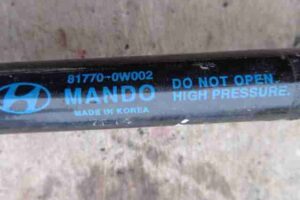 81770-0W002
MANDO
MADE IN KOREA
DO NOT OPEN
HIGH PRESSURE.